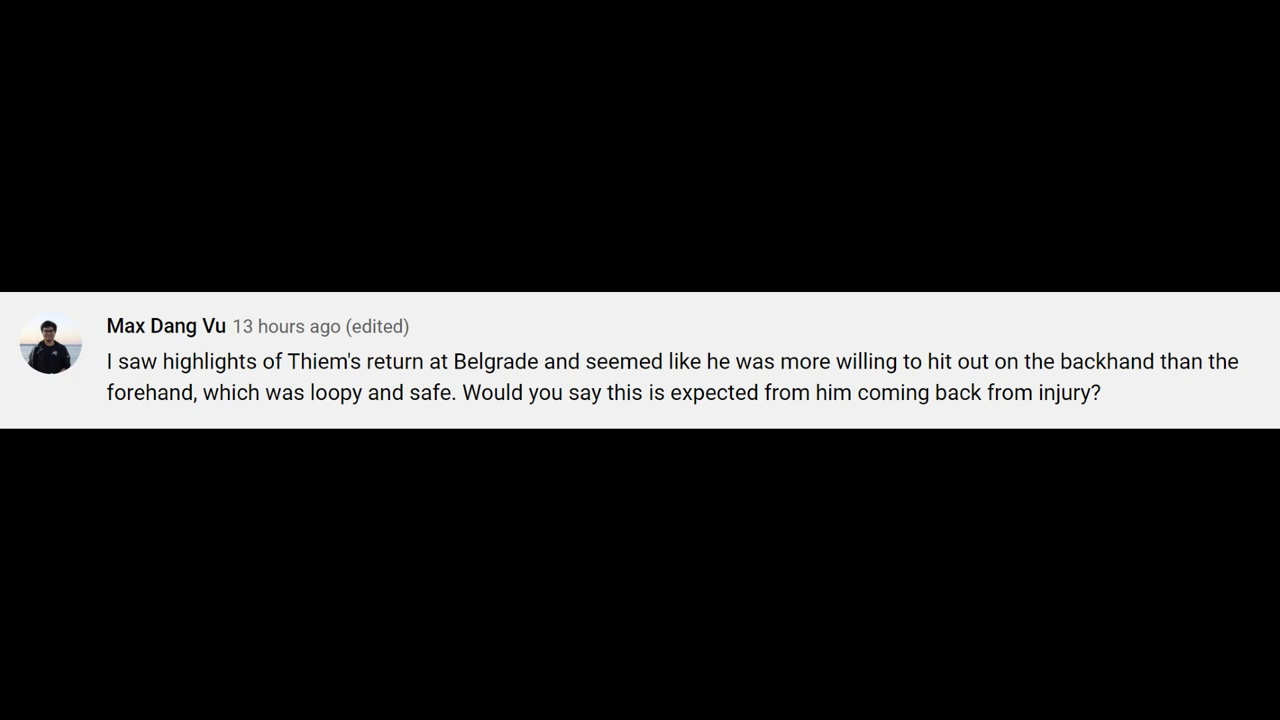 Max Dang Vu 13 hours ago (edited)
I saw highlights of Thiem's return at Belgrade and seemed like he was more willing to hit out on the backhand than the
forehand, which was loopy and safe. Would you say this is expected from him coming back from injury?